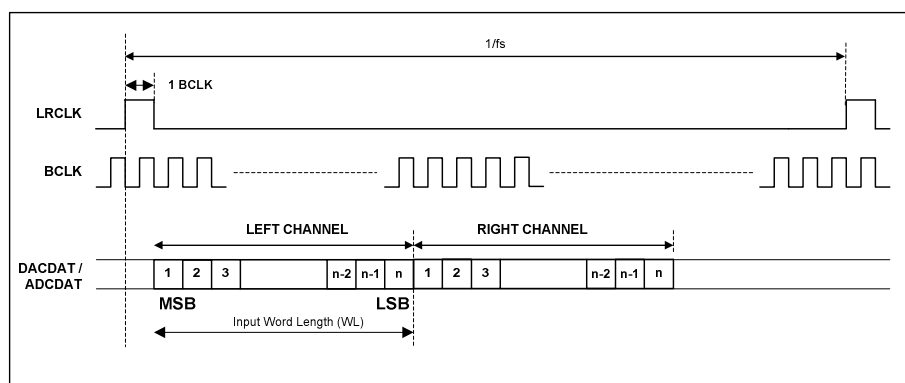 1/fs
1 BCLK
LRCLK
BCLK
LEFT CHANNEL
RIGHT CHANNEL
DACDAT /
ADCDAT
1 2 3 n-2 n-1 n 1 2 3 n-2 n-1 n
MSB
LSB
Input Word Length (WL)